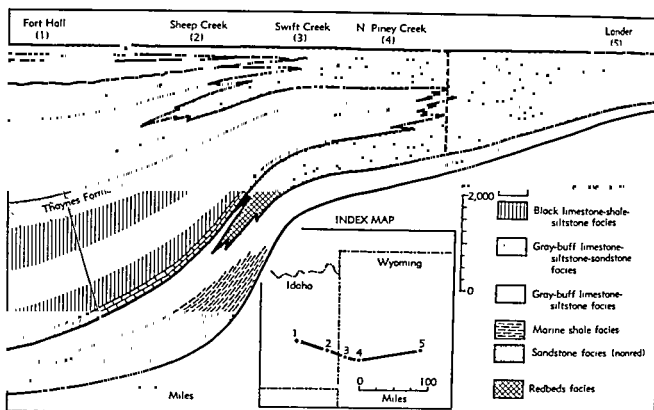 Fort Hall
(1)
Sheep Creek
(2)
Swift Creek
(3)
N Piney Creek
(4)
Lander
(5)
Thaynes Form
2,000
0
Black limestone-shale-
siltstone facies
Gray-buff limestone-
siltstone-sandstone
facies
Gray-buff limestone-
siltstone facies
Marine shale facies
Sandstone facies (nonred)
Redbeds facies
INDEX MAP
Wyoming
Idaho
1
2
3
4
5
0 100
Miles
Miles